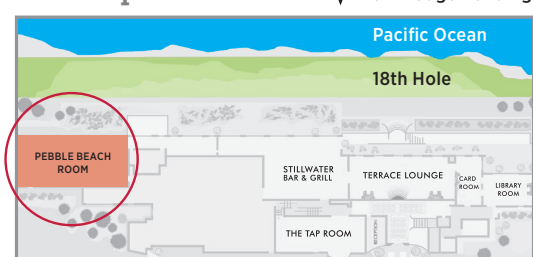 Pacific Ocean
18th Hole
PEBBLE BEACH
ROOM
STILLWATER
BAR & GRILL
TERRACE LOUNGE
CARD
ROOM
LIBRARY
ROOM
THE TAP ROOM
RECEPTION